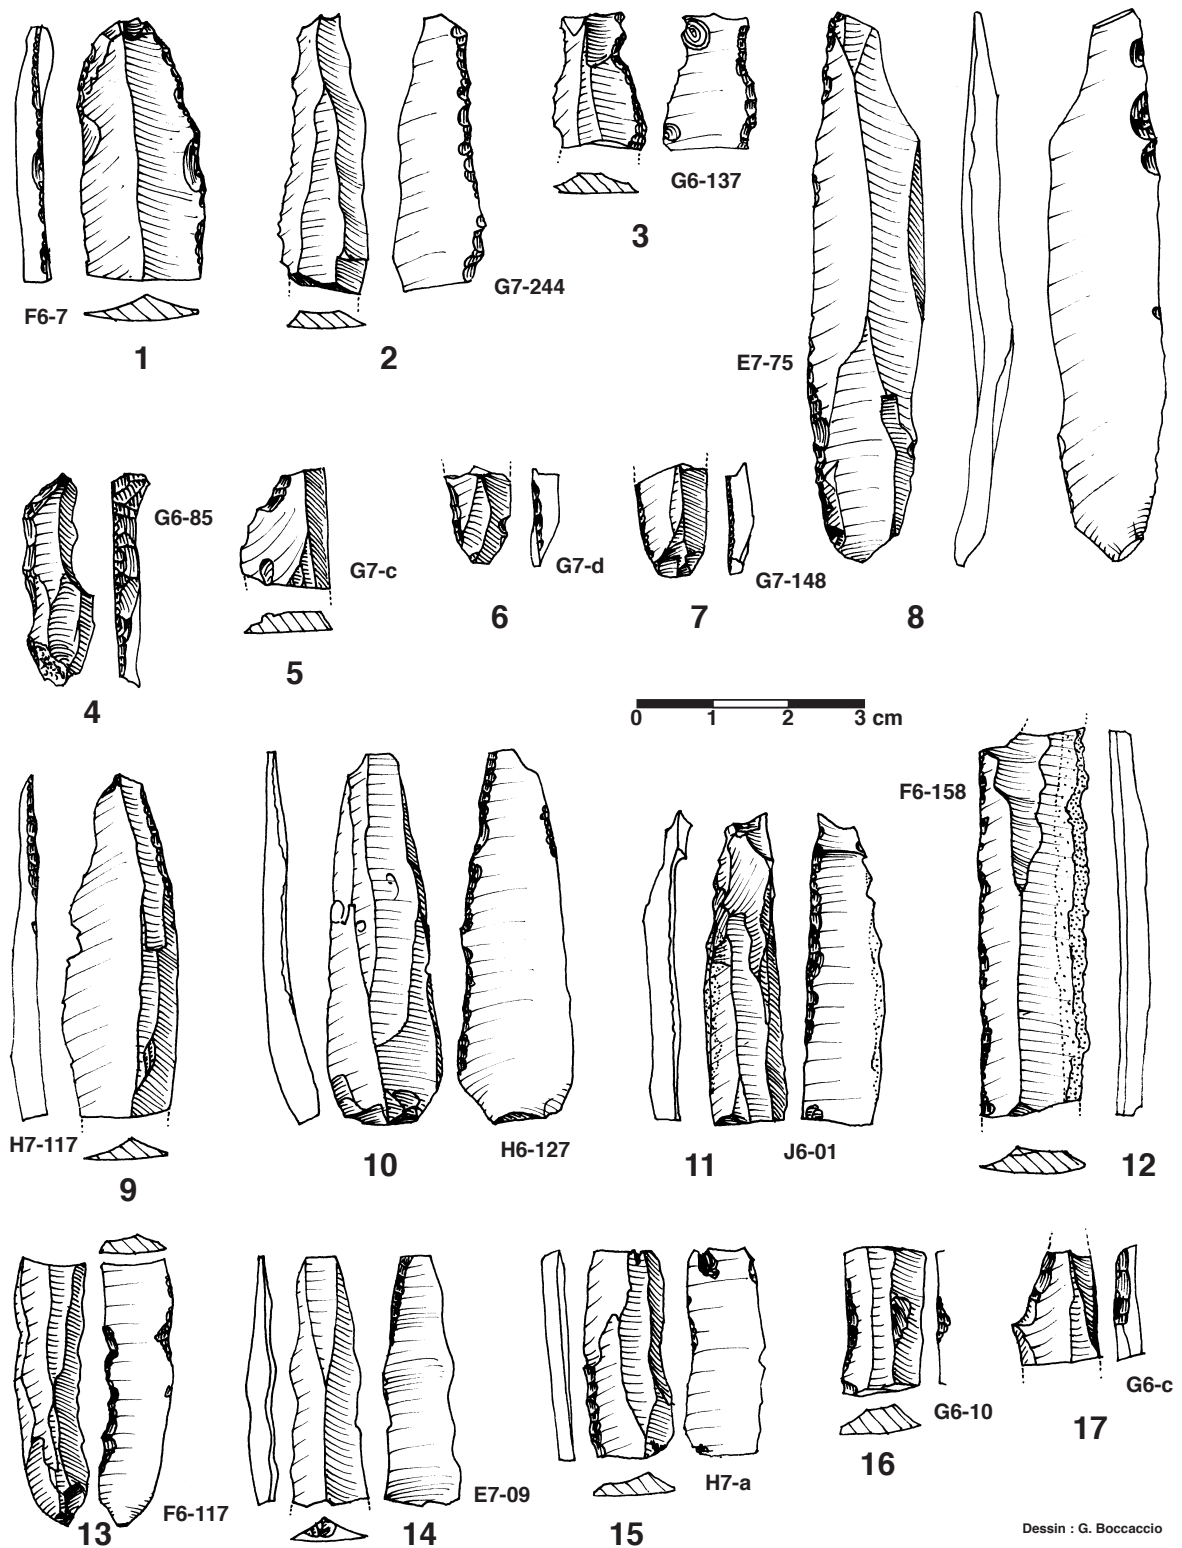 F6-7
1
G7-244
2
G6-137
3
E7-75
8
G6-85
4
G7-c
5
G7-d
6
G7-148
7
0 1 2 3 cm
H7-117
9
10
H6-127
11
J6-01
F6-158
12
13
F6-117
14
E7-09
15
H7-a
16
G6-10
17
G6-c
Dessin : G. Boccaccio